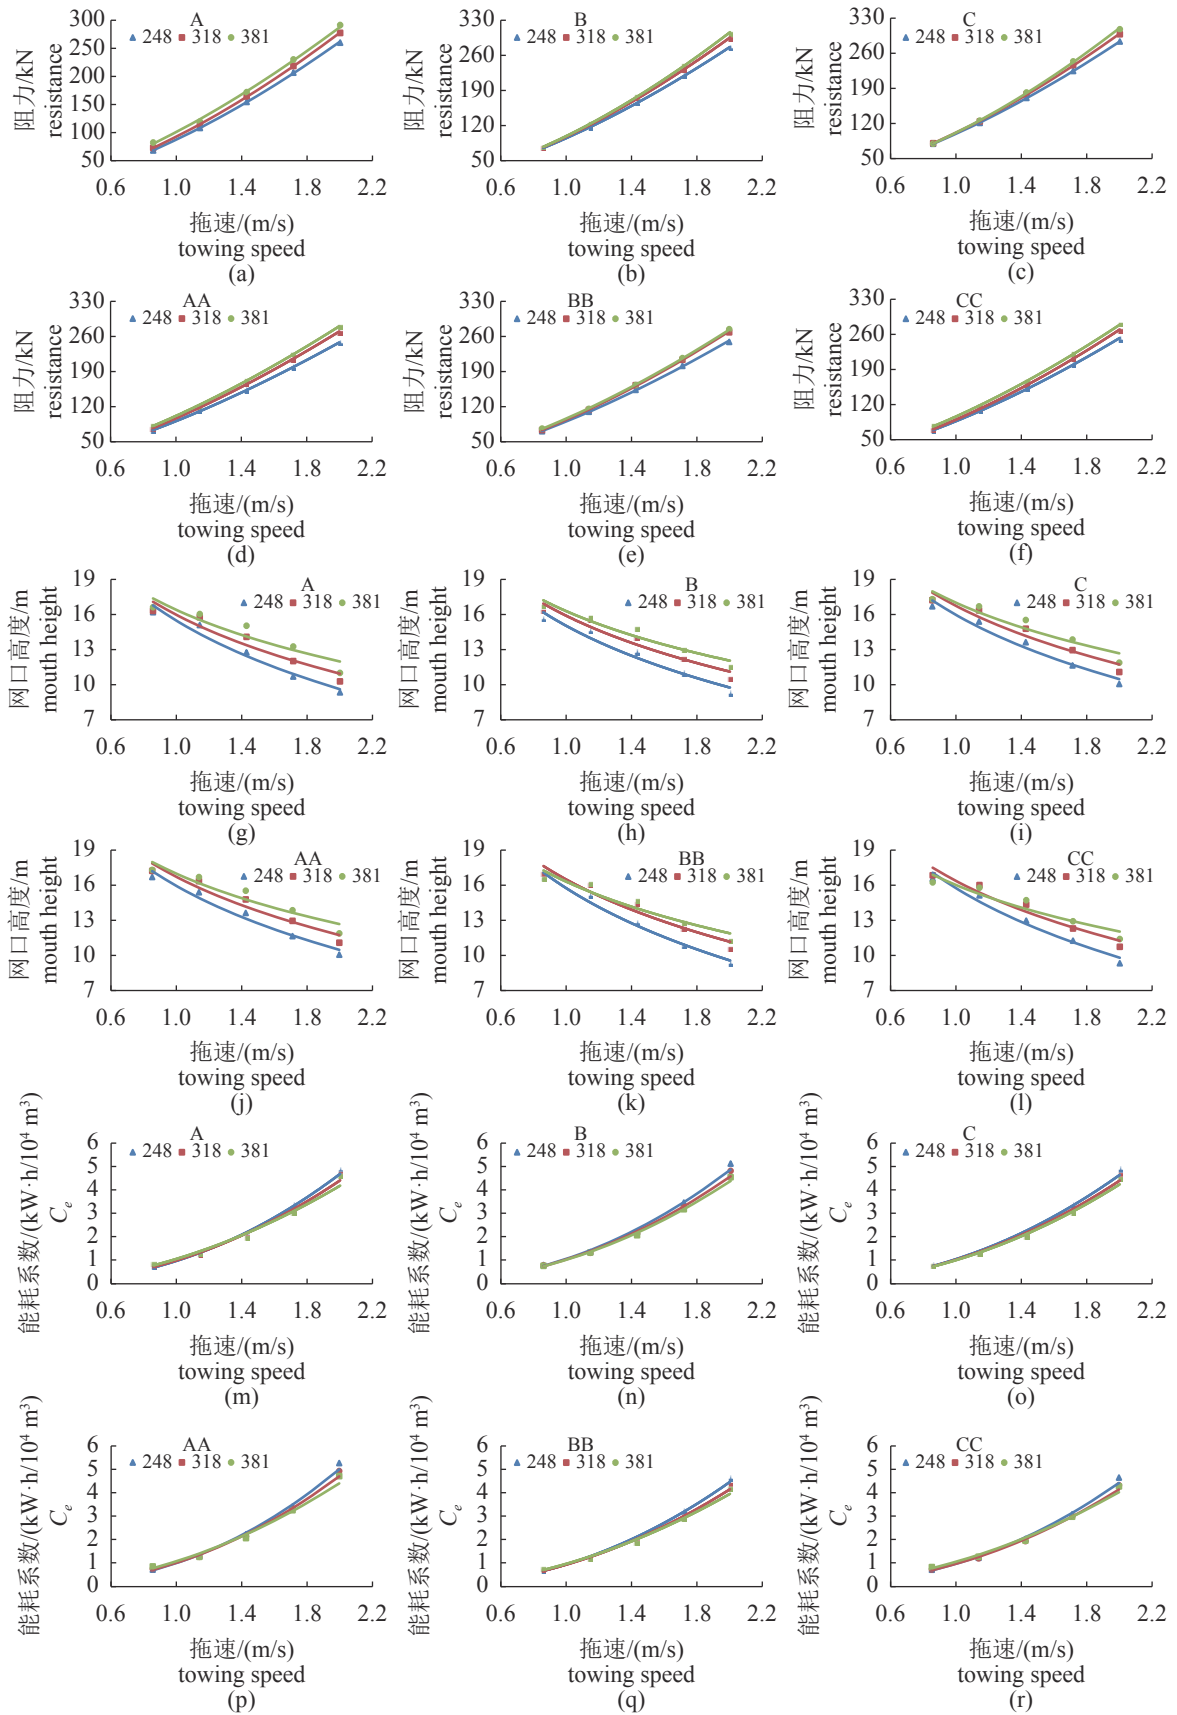 A
B
C
248 318 381
248 318 381
248 318 381
阻力/kN
resistance
300
250
200
150
100
50
阻力/kN
resistance
330
260
190
120
50
阻力/kN
resistance
330
260
190
120
50
0.6 1.0 1.4 1.8 2.2
0.6 1.0 1.4 1.8 2.2
0.6 1.0 1.4 1.8 2.2
拖速/(m/s)
towing speed
(a)
拖速/(m/s)
towing speed
(b)
拖速/(m/s)
towing speed
(c)
AA
BB
CC
248 318 381
248 318 381
248 318 381
阻力/kN
resistance
330
260
190
120
50
阻力/kN
resistance
330
260
190
120
50
阻力/kN
resistance
330
260
190
120
50
0.6 1.0 1.4 1.8 2.2
0.6 1.0 1.4 1.8 2.2
0.6 1.0 1.4 1.8 2.2
拖速/(m/s)
towing speed
(d)
拖速/(m/s)
towing speed
(e)
拖速/(m/s)
towing speed
(f)
A
B
C
248 318 381
248 318 381
248 318 381
网口高度/m
mouth height
19
16
13
10
7
网口高度/m
mouth height
19
16
13
10
7
网口高度/m
mouth height
19
16
13
10
7
0.6 1.0 1.4 1.8 2.2
0.6 1.0 1.4 1.8 2.2
0.6 1.0 1.4 1.8 2.2
拖速/(m/s)
towing speed
(g)
拖速/(m/s)
towing speed
(h)
拖速/(m/s)
towing speed
(i)
AA
BB
CC
248 318 381
248 318 381
248 318 381
网口高度/m
mouth height
19
16
13
10
7
网口高度/m
mouth height
19
16
13
10
7
网口高度/m
mouth height
19
16
13
10
7
0.6 1.0 1.4 1.8 2.2
0.6 1.0 1.4 1.8 2.2
0.6 1.0 1.4 1.8 2.2
拖速/(m/s)
towing speed
(j)
拖速/(m/s)
towing speed
(k)
拖速/(m/s)
towing speed
(l)
A
B
C
248 318 381
248 318 381
248 318 381
能耗系数/(kW·h/10⁴ m³)
Cₑ
6
5
4
3
2
1
0
能耗系数/(kW·h/10⁴ m³)
Cₑ
6
5
4
3
2
1
0
能耗系数/(kW·h/10⁴ m³)
Cₑ
6
5
4
3
2
1
0
0.6 1.0 1.4 1.8 2.2
0.6 1.0 1.4 1.8 2.2
0.6 1.0 1.4 1.8 2.2
拖速/(m/s)
towing speed
(m)
拖速/(m/s)
towing speed
(n)
拖速/(m/s)
towing speed
(o)
AA
BB
CC
248 318 381
248 318 381
248 318 381
能耗系数/(kW·h/10⁴ m³)
Cₑ
6
5
4
3
2
1
0
能耗系数/(kW·h/10⁴ m³)
Cₑ
6
5
4
3
2
1
0
能耗系数/(kW·h/10⁴ m³)
Cₑ
6
5
4
3
2
1
0
0.6 1.0 1.4 1.8 2.2
0.6 1.0 1.4 1.8 2.2
0.6 1.0 1.4 1.8 2.2
拖速/(m/s)
towing speed
(p)
拖速/(m/s)
towing speed
(q)
拖速/(m/s)
towing speed
(r)